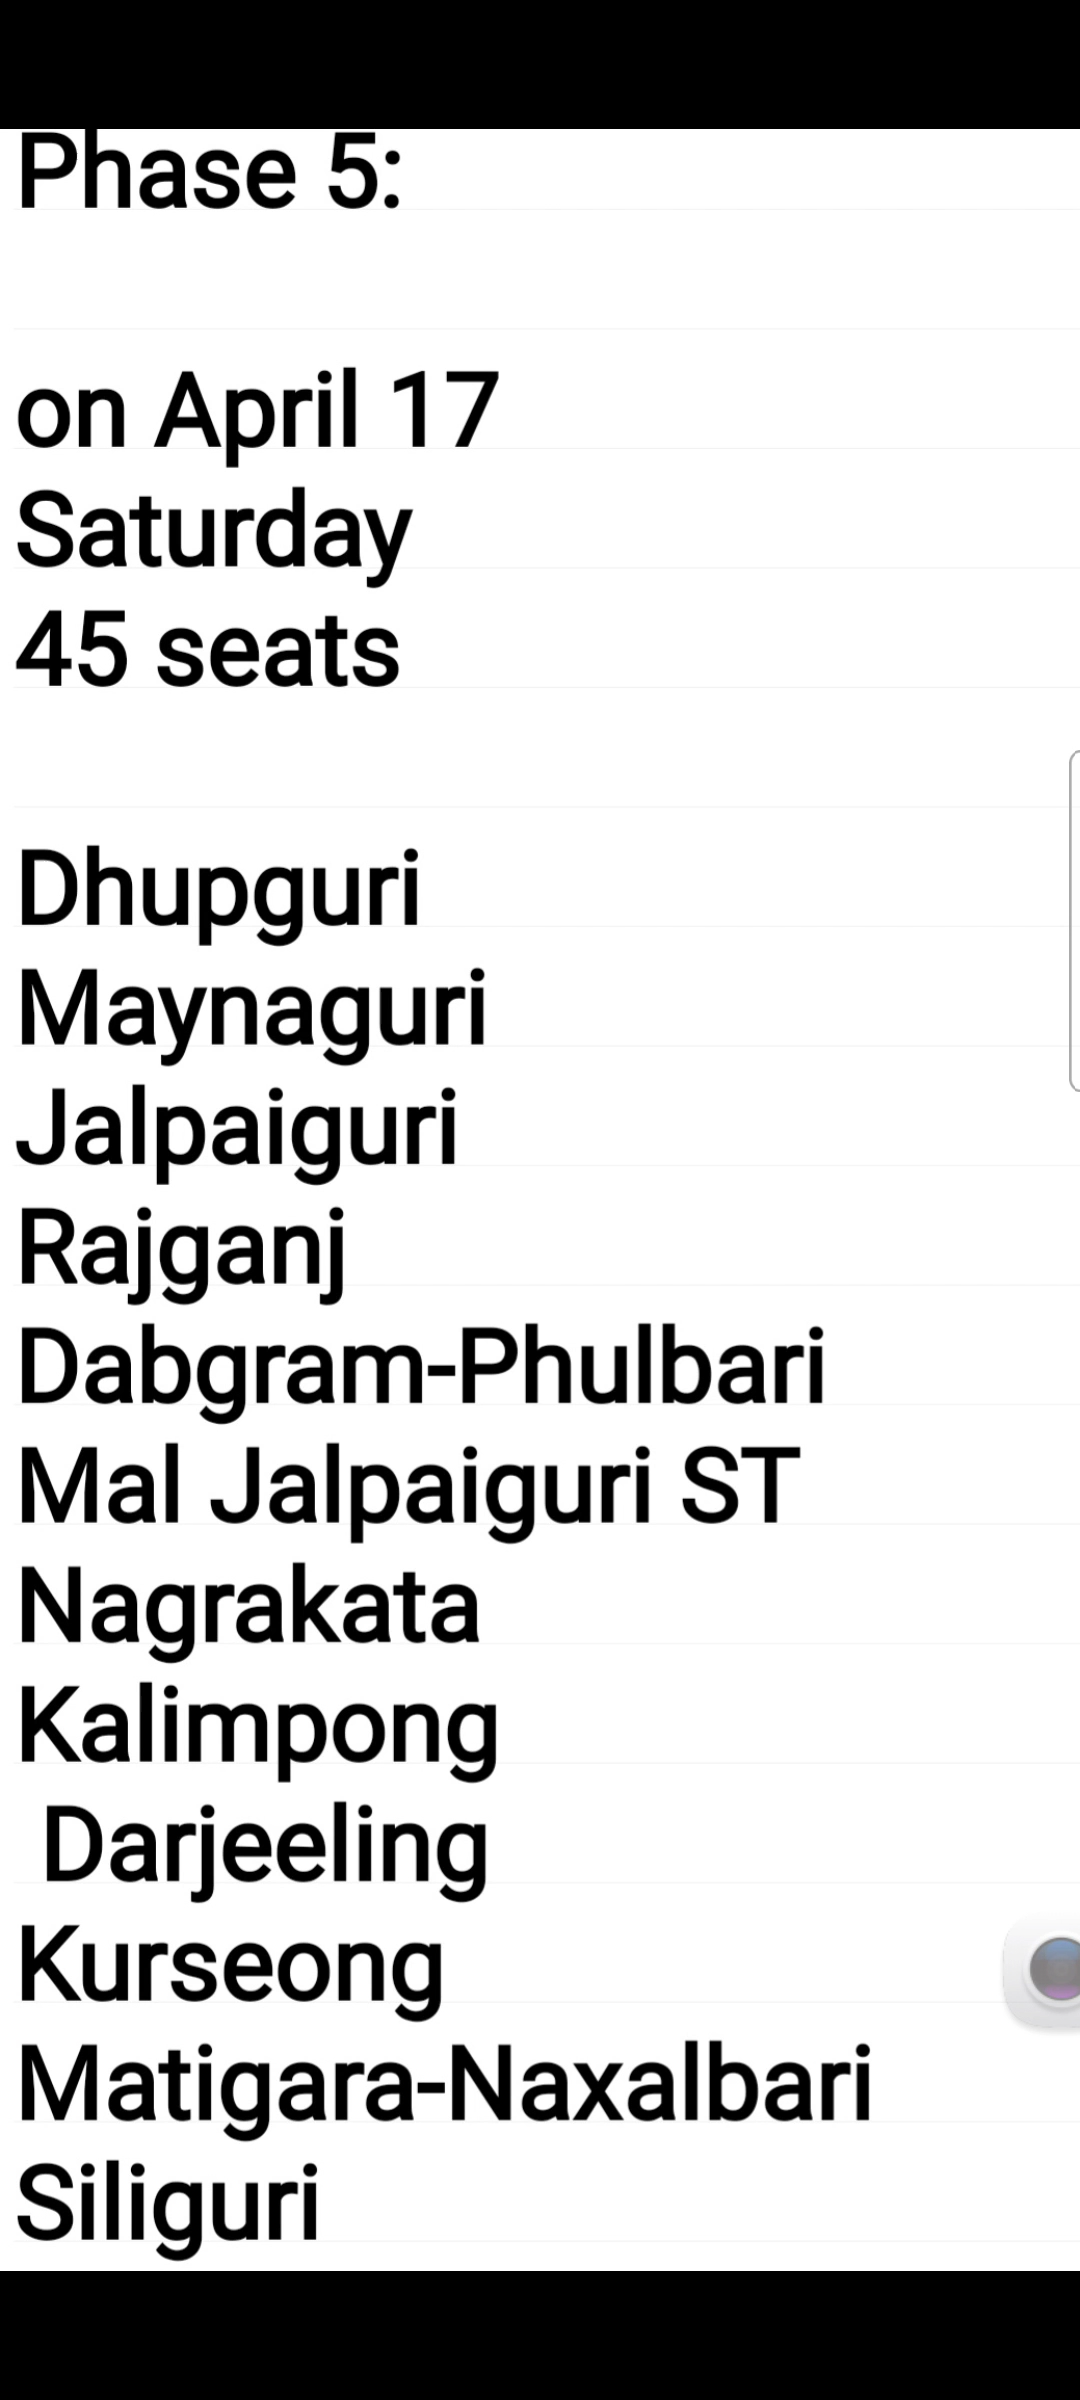 Phase 5:
on April 17
Saturday
45 seats
Dhupguri
Maynaguri
Jalpaiguri
Rajganj
Dabgram-Phulbari
Mal Jalpaiguri ST
Nagrakata
Kalimpong
Darjeeling
Kurseong
Matigara-Naxalbari
Siliguri